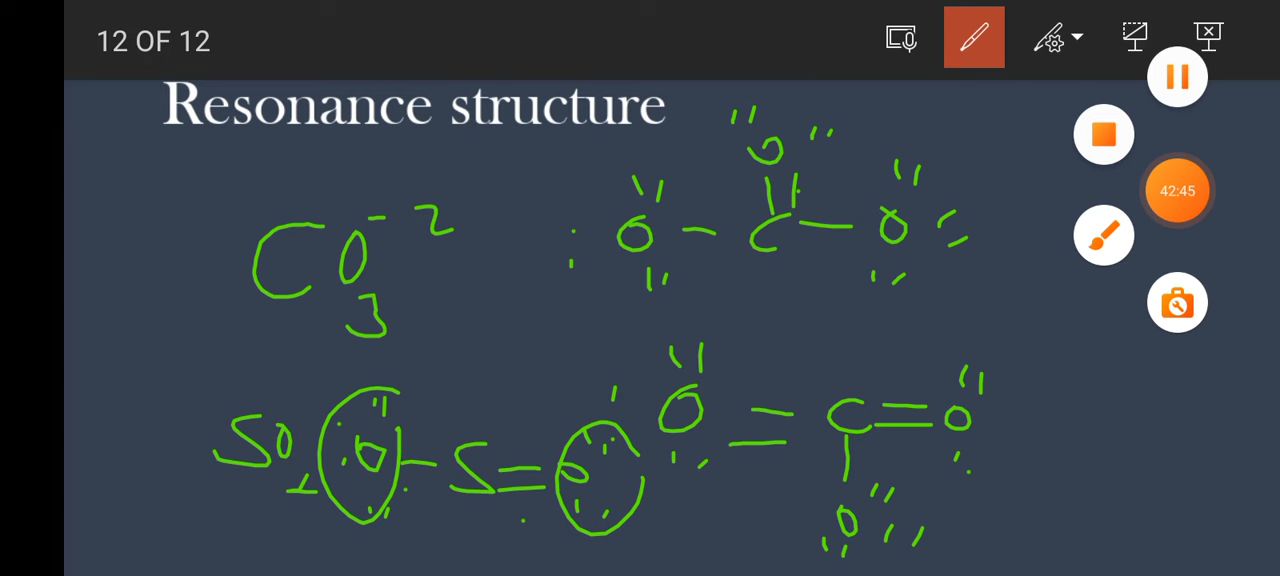 12 OF 12
42:45
Resonance structure
O
CO3-2
O - C - O
O = C = O
SO2 O - S = O
O